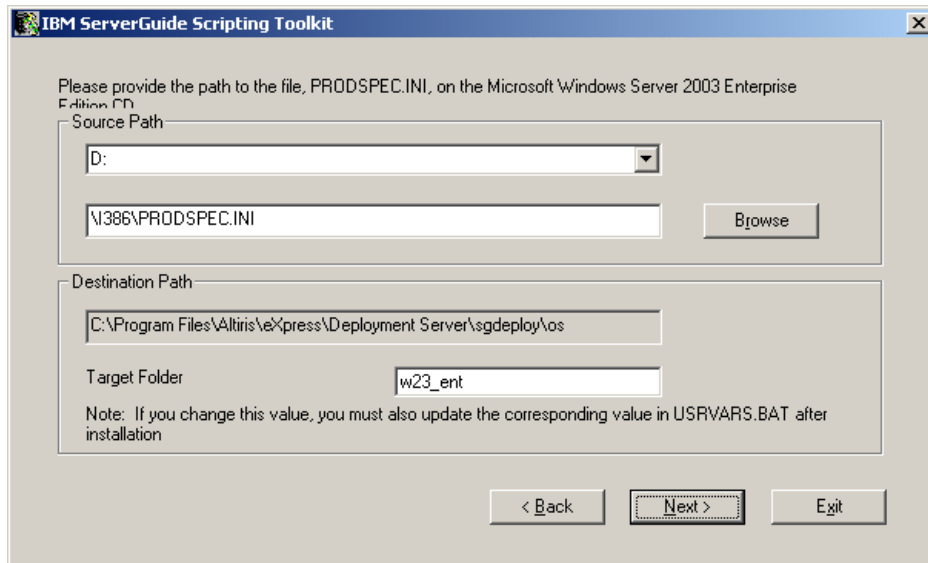 IBM ServerGuide Scripting Toolkit
Please provide the path to the file, PRODSPEC.INI, on the Microsoft Windows Server 2003 Enterprise
Edition CD
Source Path
D:
\I386\PRODSPEC.INI
Browse
Destination Path
C:\Program Files\Altiris\eXpress\Deployment Server\sgdeploy\os
Target Folder
w23_ent
Note: If you change this value, you must also update the corresponding value in USRVARS.BAT after
installation
< Back
Next >
Exit